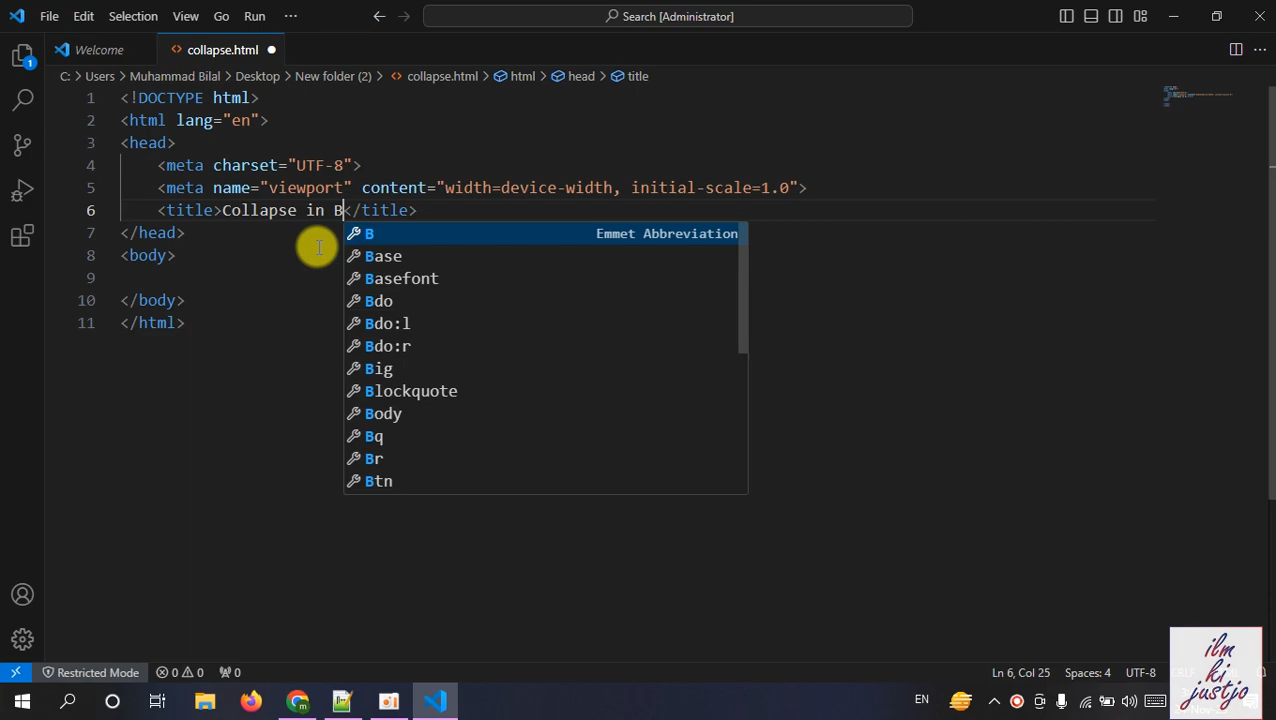 File Edit Selection View Go Run ··· Search [Administrator]
Welcome collapse.html
C: > Users > Muhammad Bilal > Desktop > New folder (2) > collapse.html > html > head > title
1 <!DOCTYPE html>
2 <html lang="en">
3 <head>
4 <meta charset="UTF-8">
5 <meta name="viewport" content="width=device-width, initial-scale=1.0">
6 <title>Collapse in B</title>
7 </head>
8 <body>
9
10 </body>
11 </html>
B Emmet Abbreviation
Base
Basefont
Bdo
Bdo:l
Bdo:r
Big
Blockquote
Body
Bq
Br
Btn
1
Restricted Mode 0 0 0 Ln 6, Col 25 Spaces: 4 UTF-8
EN
ilm
ki
justjo